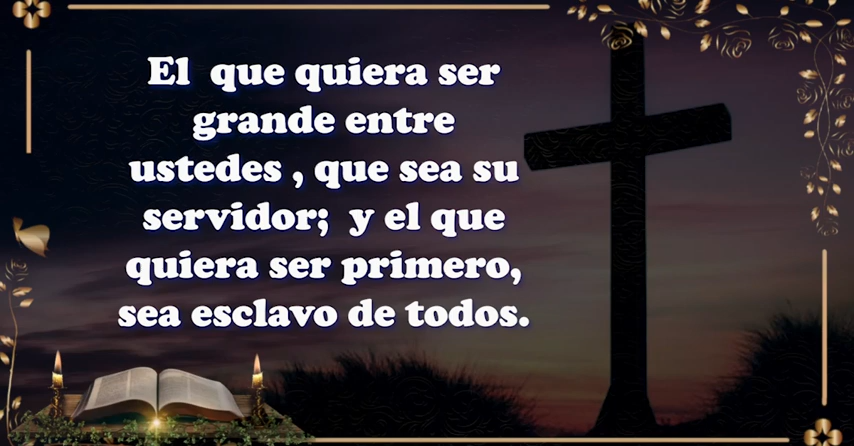 El que quiera ser
grande entre
ustedes , que sea su
servidor; y el que
quiera ser primero,
sea esclavo de todos.